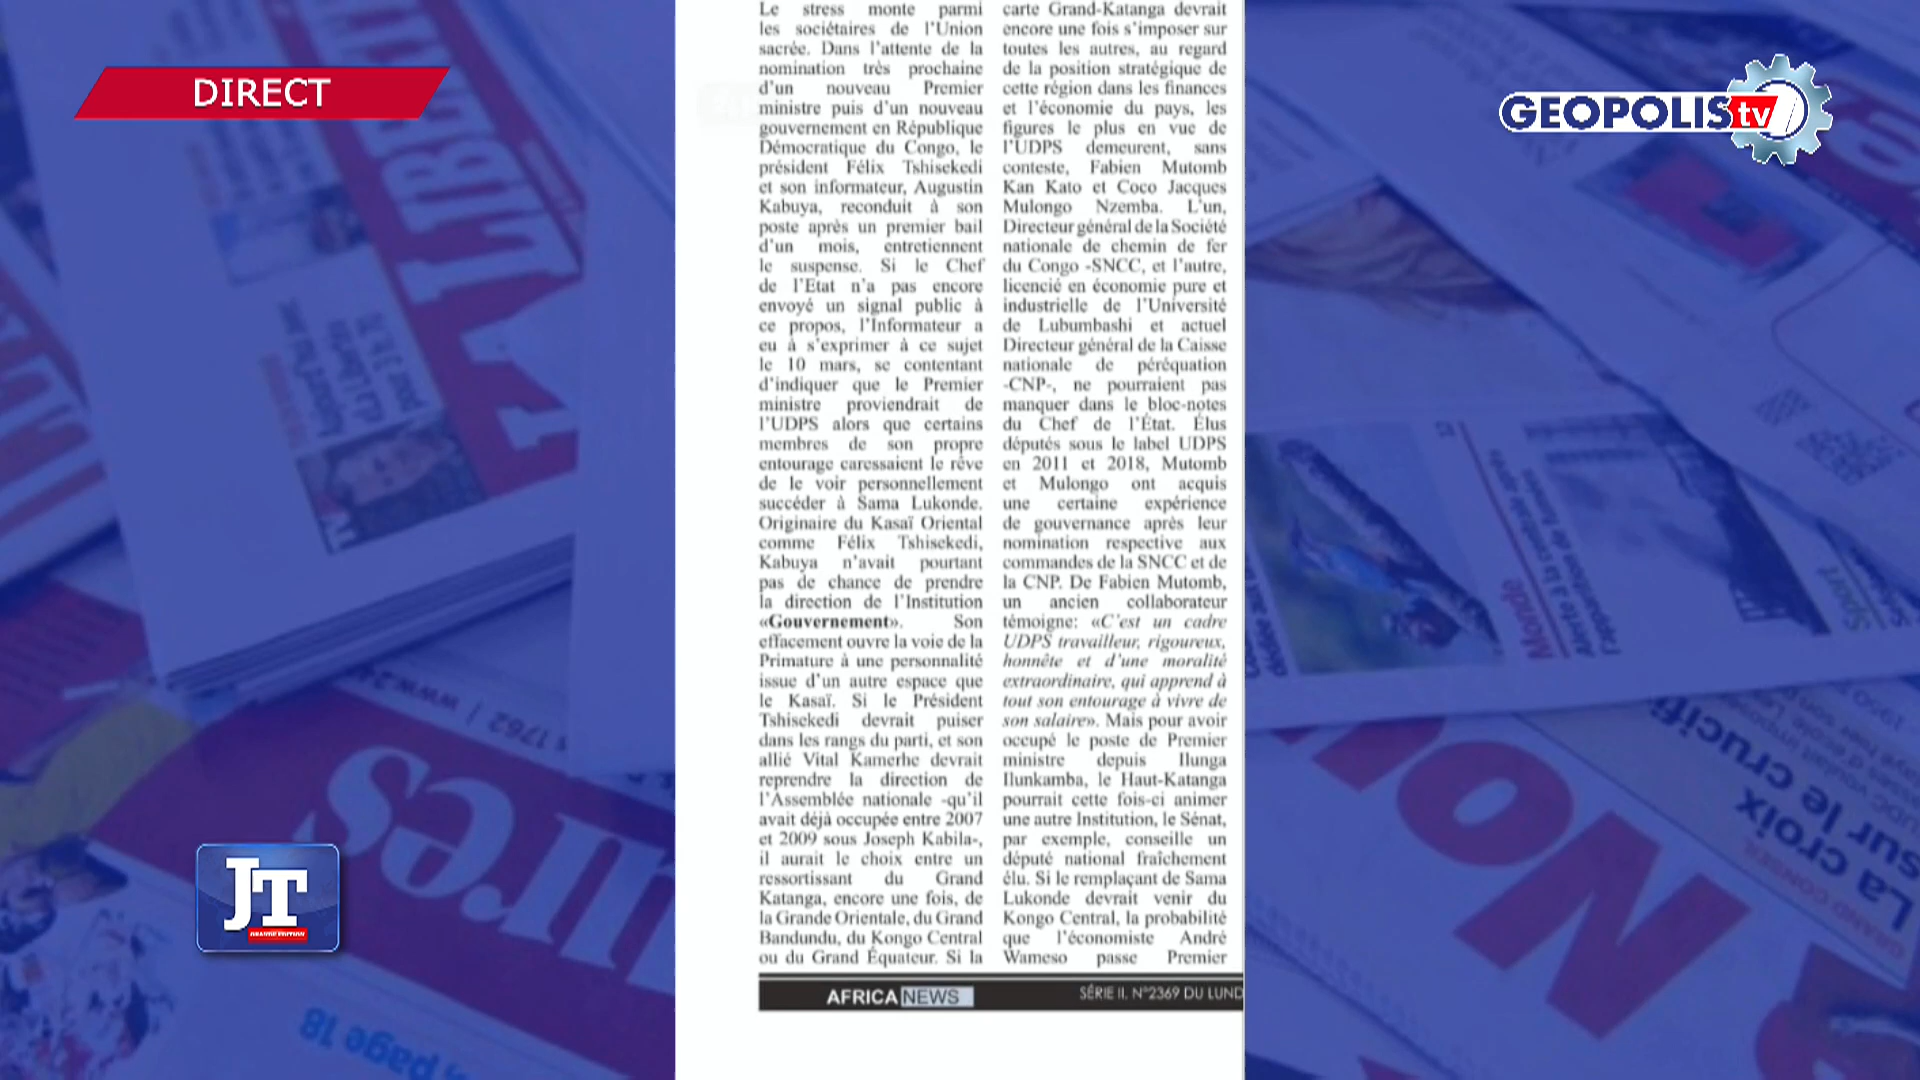 DIRECT
GEOPOLIS tv
Le stress monte parmi
les sociétaires de l’Union
sacrée. Dans l’attente de la
nomination très prochaine
d’un nouveau Premier
ministre puis d’un nouveau
gouvernement en République
Démocratique du Congo, le
président Félix Tshisekedi
et son informateur, Augustin
Kabuya, reconduit à son
poste après un premier bail
d’un mois, entretiennent
le suspense. Si le Chef
de l’Etat n’a pas encore
envoyé un signal public à
ce propos, l’Informateur a
eu à s’exprimer à ce sujet
le 10 mars, se contentant
d’indiquer que le Premier
ministre proviendrait de
l’UDPS alors que certains
membres de son propre
entourage caressaient le rêve
de le voir personnellement
succéder à Sama Lukonde.
Originaire du Kasaï Oriental
comme Félix Tshisekedi,
Kabuya n’avait pourtant
pas de chance de prendre
la direction de l’Institution
«Gouvernement». Son
effacement ouvre la voie de la
Primature à une personnalité
issue d’un autre espace que
le Kasaï. Si le Président
Tshisekedi devrait puiser
dans les rangs du parti, et son
allié Vital Kamerhe devrait
reprendre la direction de
l’Assemblée nationale -qu’il
avait déjà occupée entre 2007
et 2009 sous Joseph Kabila-,
il aurait le choix entre un
ressortissant du Grand
Katanga, encore une fois, de
la Grande Orientale, du Grand
Bandundu, du Kongo Central
ou du Grand Équateur. Si la
carte Grand-Katanga devrait
encore une fois s’imposer sur
toutes les autres, au regard
de la position stratégique de
cette région dans les finances
et l’économie du pays, les
figures le plus en vue de
l’UDPS demeurent, sans
conteste, Fabien Mutomb
Kan Kato et Coco Jacques
Mulongo Nzemba. L’un,
Directeur général de la Société
nationale de chemin de fer
du Congo -SNCC, et l’autre,
licencié en économie pure et
industrielle de l’Université
de Lubumbashi et actuel
Directeur général de la Caisse
nationale de péréquation
-CNP-, ne pourraient pas
manquer dans le bloc-notes
du Chef de l’État. Élus
députés sous le label UDPS
en 2011 et 2018, Mutomb
et Mulongo ont acquis
une certaine expérience
de gouvernance après leur
nomination respective aux
commandes de la SNCC et de
la CNP. De Fabien Mutomb,
un ancien collaborateur
témoigne: «C’est un cadre
UDPS travailleur, rigoureux,
honnête et d’une moralité
extraordinaire, qui apprend à
tout son entourage à vivre de
son salaire». Mais pour avoir
occupé le poste de Premier
ministre depuis Ilunga
Ilunkamba, le Haut-Katanga
pourrait cette fois-ci animer
une autre Institution, le Sénat,
par exemple, conseille un
député national fraîchement
élu. Si le remplaçant de Sama
Lukonde devrait venir du
Kongo Central, la probabilité
que l’économiste André
Wameso passe Premier
AFRICA NEWS
SÉRIE II. N°2369 DU LUND
JT
GRANDE EDITION